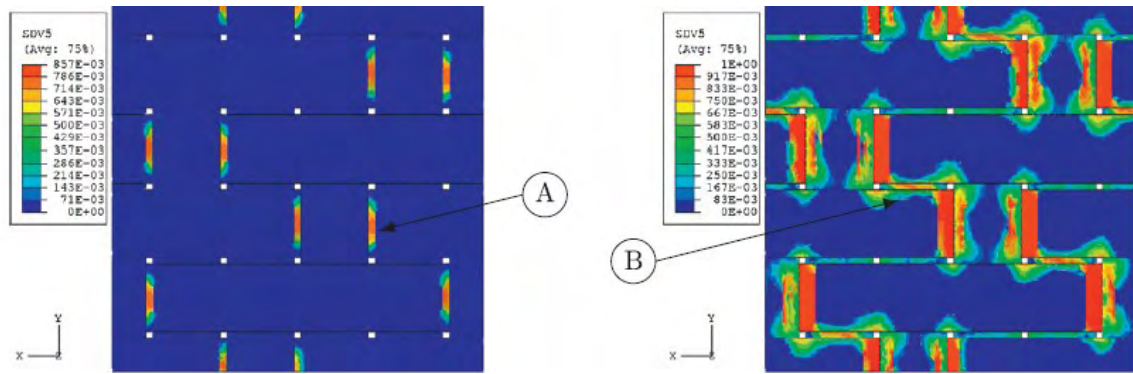 SDV5
(Avg: 75%)
857E-03
786E-03
714E-03
643E-03
571E-03
500E-03
429E-03
357E-03
286E-03
214E-03
143E-03
71E-03
0E+00
A
Y
X
Z
SDV5
(Avg: 75%)
1E+00
917E-03
833E-03
750E-03
667E-03
583E-03
500E-03
417E-03
333E-03
250E-03
167E-03
83E-03
0E+00
B
Y
X
Z